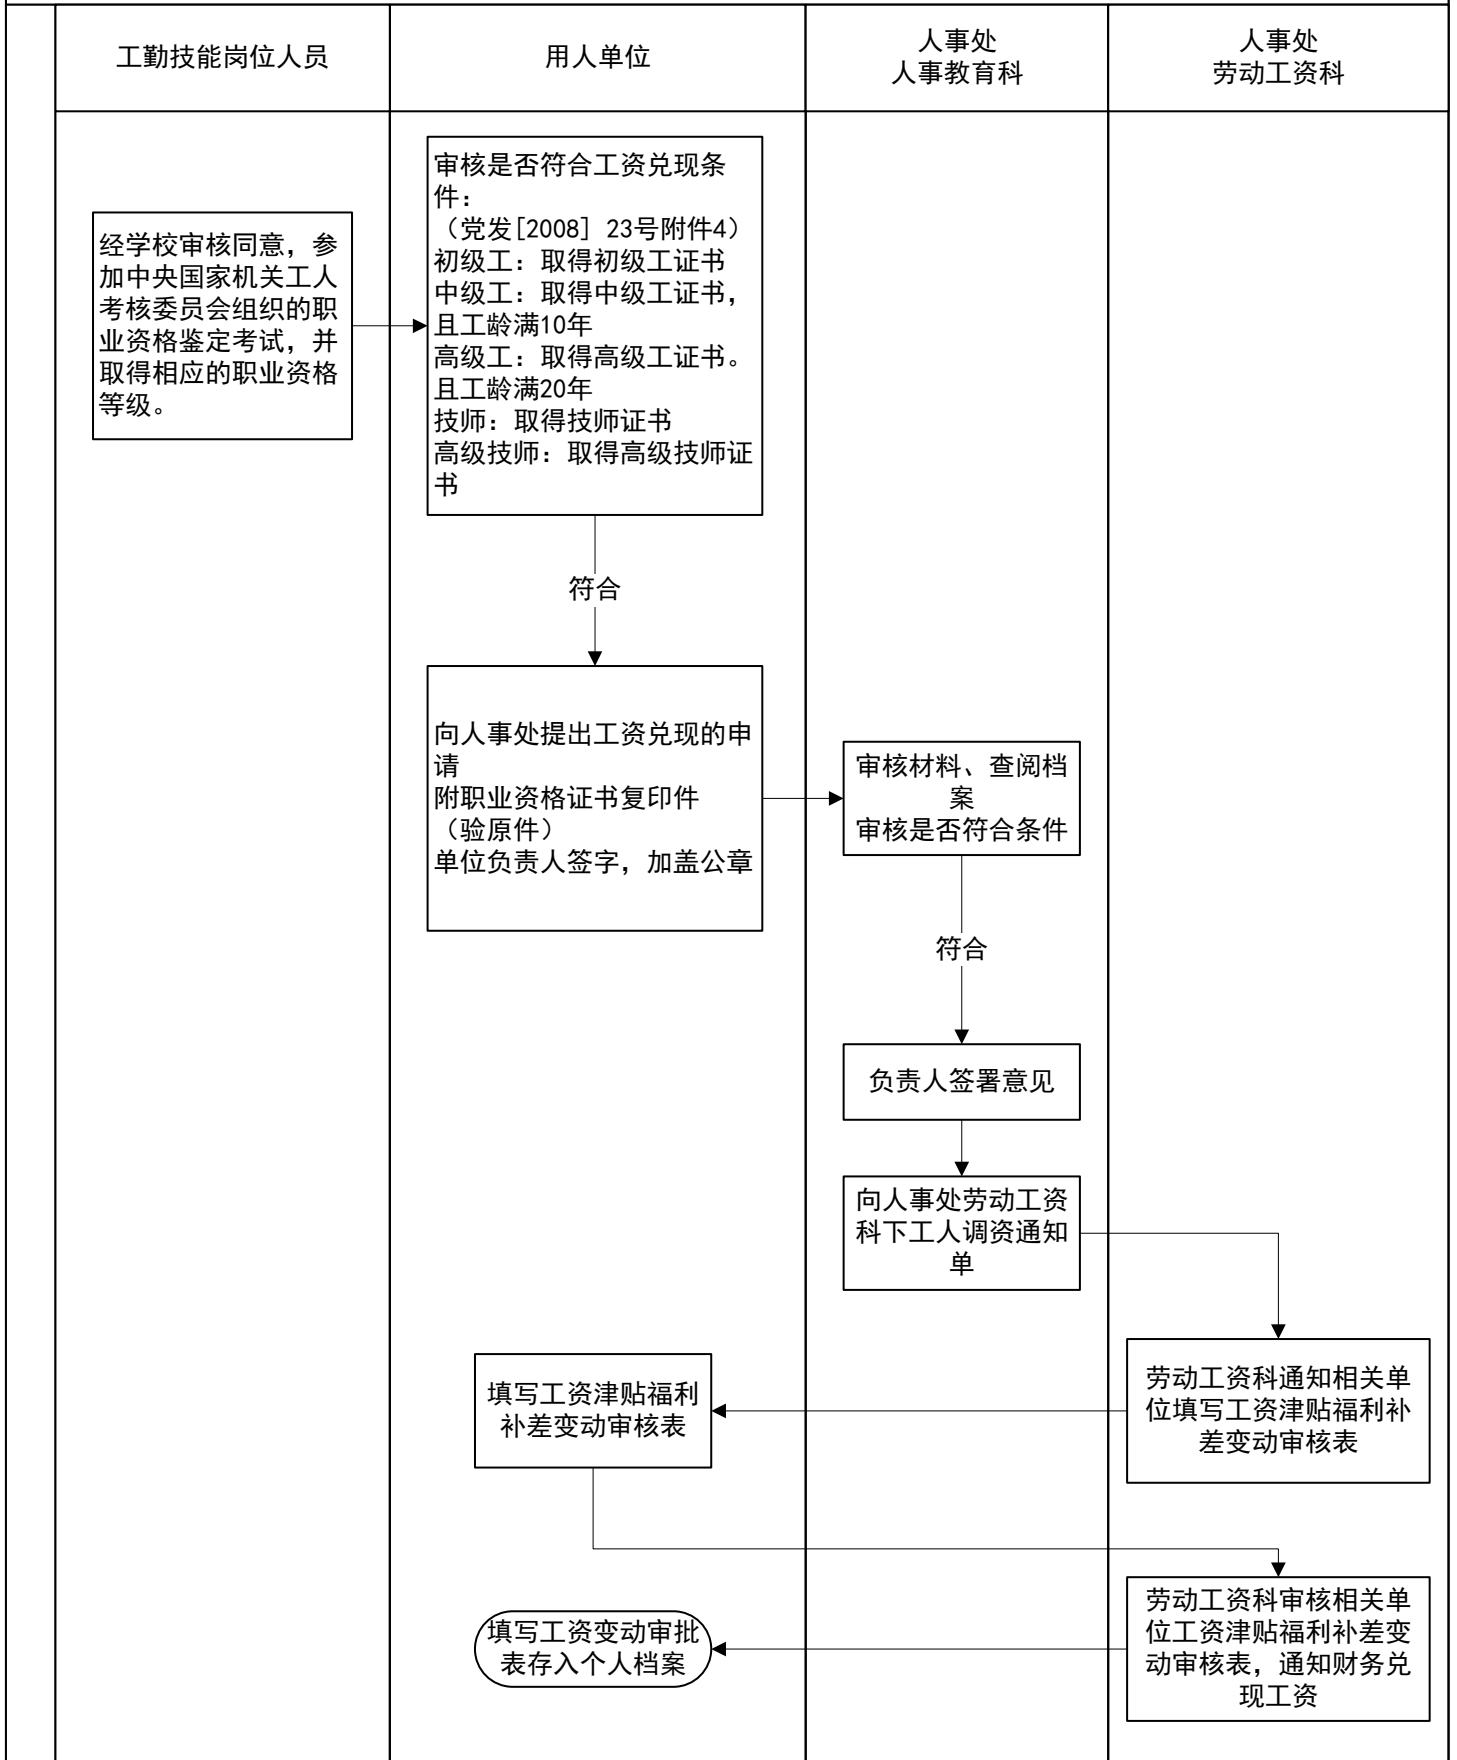 工勤技能岗位人员
用人单位
人事处
人事教育科
人事处
劳动工资科
经学校审核同意，参
加中央国家机关工人
考核委员会组织的职
业资格鉴定考试，并
取得相应的职业资格
等级。
审核是否符合工资兑现条
件：
（党发[2008] 23号附件4）
初级工：取得初级工证书
中级工：取得中级工证书，
且工龄满10年
高级工：取得高级工证书。
且工龄满20年
技师：取得技师证书
高级技师：取得高级技师证
书
符合
向人事处提出工资兑现的申
请
附职业资格证书复印件
（验原件）
单位负责人签字，加盖公章
审核材料、查阅档
案
审核是否符合条件
符合
负责人签署意见
向人事处劳动工资
科下工人调资通知
单
劳动工资科通知相关单
位填写工资津贴福利补
差变动审核表
填写工资津贴福利
补差变动审核表
劳动工资科审核相关单
位工资津贴福利补差变
动审核表，通知财务兑
现工资
填写工资变动审批
表存入个人档案